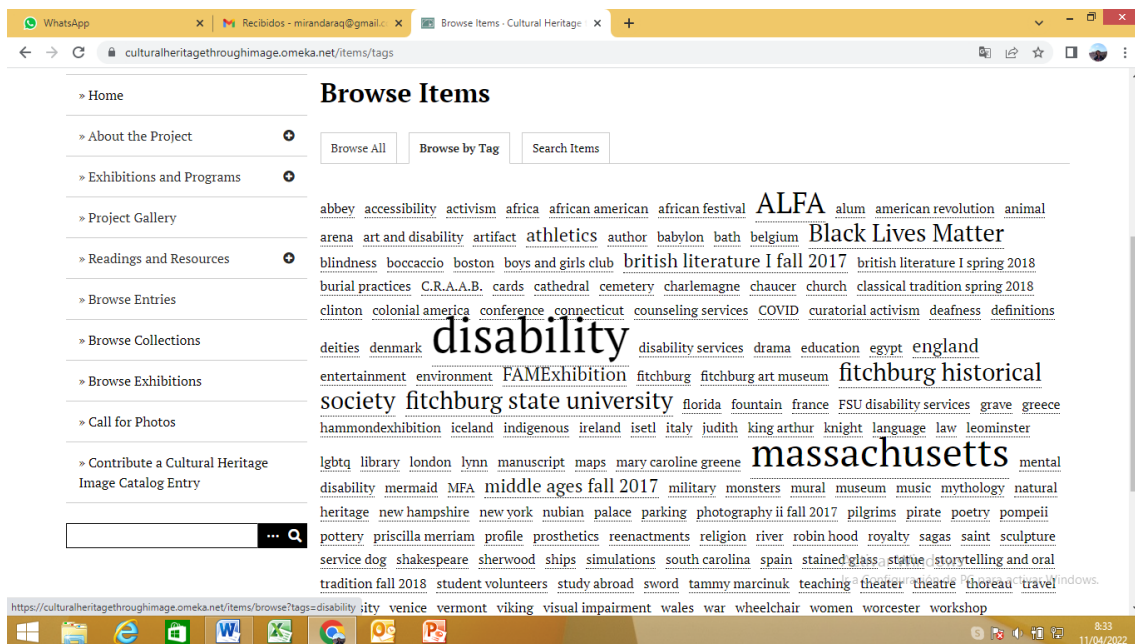 WhatsApp
Recibidos - mirandaraq@gmail.c
Browse Items · Cultural Heritage
culturalheritagethroughimage.omeka.net/items/tags
» Home
» About the Project
» Exhibitions and Programs
» Project Gallery
» Readings and Resources
» Browse Entries
» Browse Collections
» Browse Exhibitions
» Call for Photos
» Contribute a Cultural Heritage
Image Catalog Entry
Browse Items
Browse All Browse by Tag Search Items
abbey accessibility activism africa african american african festival ALFA alum american revolution animal
arena art and disability artifact athletics author babylon bath belgium Black Lives Matter
blindness boccaccio boston boys and girls club british literature I fall 2017 british literature I spring 2018
burial practices C.R.A.A.B. cards cathedral cemetery charlemagne chaucer church classical tradition spring 2018
clinton colonial america conference connecticut counseling services COVID curatorial activism deafness definitions
deities denmark disability disability services drama education egypt england
entertainment environment FAMExhibition fitchburg fitchburg art museum fitchburg historical
society fitchburg state university florida fountain france FSU disability services grave greece
hammondexhibition iceland indigenous ireland isetl italy judith king arthur knight language law leominster
lgbtq library london lynn manuscript maps mary caroline greene massachusetts mental
disability mermaid MFA middle ages fall 2017 military monsters mural museum music mythology natural
heritage new hampshire new york nubian palace parking photography ii fall 2017 pilgrims pirate poetry pompeii
pottery priscilla merriam profile prosthetics reenactments religion river robin hood royalty sagas saint sculpture
service dog shakespeare sherwood ships simulations south carolina spain stained glass statue storytelling and oral
tradition fall 2018 student volunteers study abroad sword tammy marcinuk teaching theater theatre thoreau travel
sity venice vermont viking visual impairment wales war wheelchair women worcester workshop
Activar Windows
Ir a Configuración de PC para activar Windows.
https://culturalheritagethroughimage.omeka.net/items/browse?tags=disability
8:33
11/04/2022